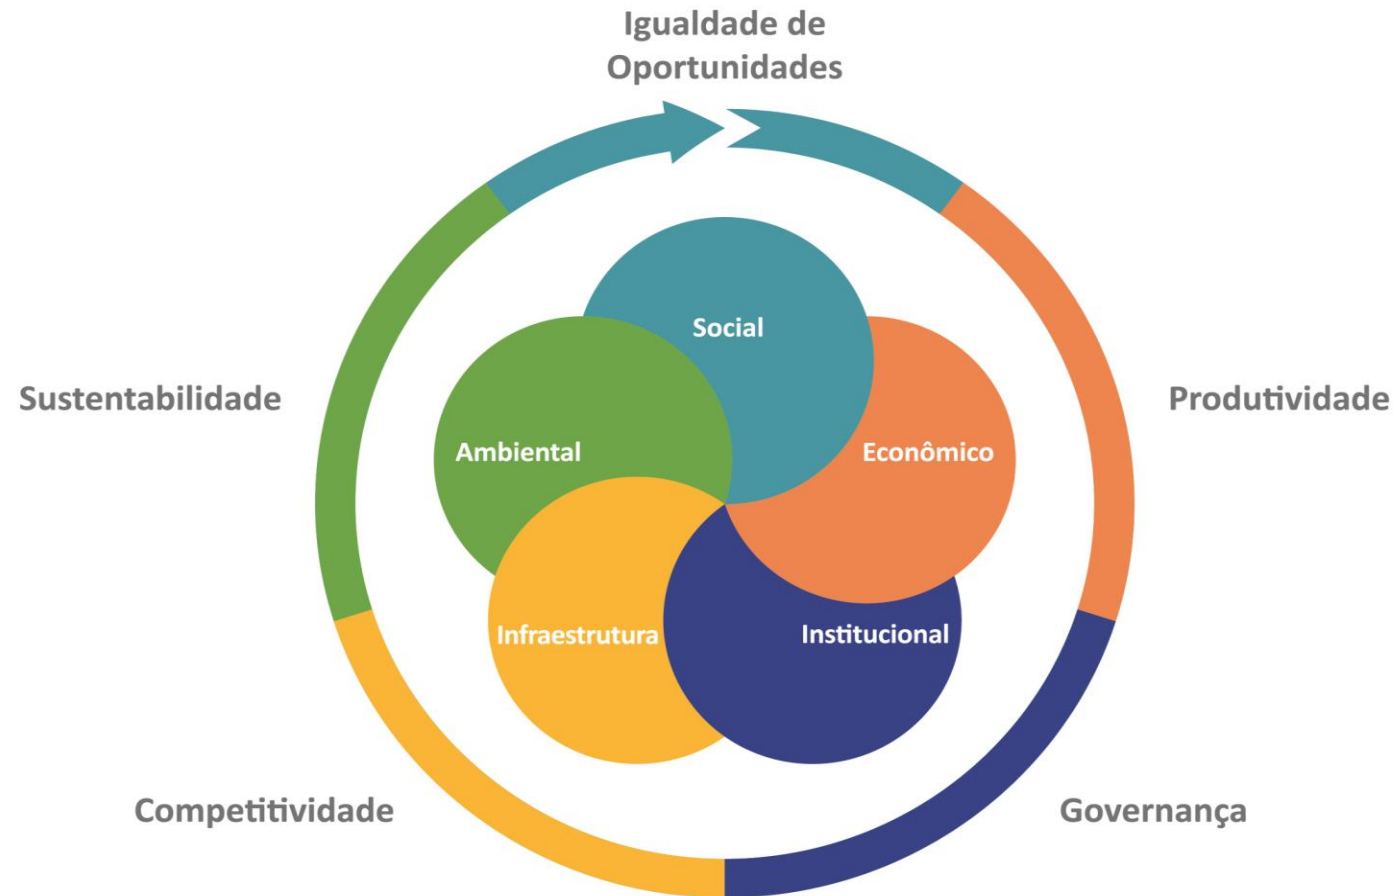 Igualdade de
Oportunidades
Social
Sustentabilidade
Produtividade
Ambiental
Econômico
Infraestrutura
Institucional
Competitividade
Governança